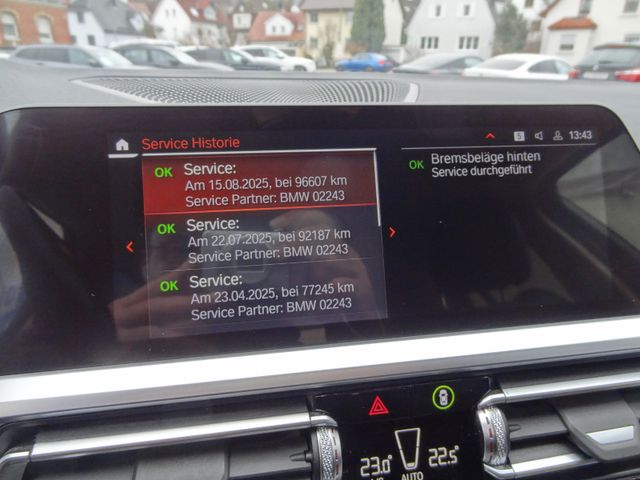 Service Historie
5
13:43
OK Service:
Am 15.08.2025, bei 96607 km
Service Partner: BMW 02243
OK Service:
Am 22.07.2025, bei 92187 km
Service Partner: BMW 02243
OK Service:
Am 23.04.2025, bei 77245 km
Service Partner: BMW 02243
OK Bremsbeläge hinten
Service durchgeführt
23.0 22.5
AUTO